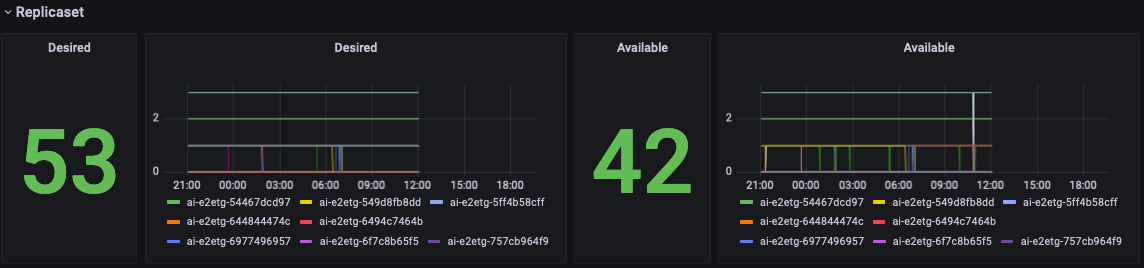 Replicaset
Desired
53
Desired
2
0
21:00 00:00 03:00 06:00 09:00 12:00 15:00 18:00
ai-e2etg-54467dcd97 ai-e2etg-549d8fb8dd ai-e2etg-5ff4b58cff
ai-e2etg-644844474c ai-e2etg-6494c7464b
ai-e2etg-6977496957 ai-e2etg-6f7c8b65f5 ai-e2etg-757cb964f9
Available
42
Available
2
0
21:00 00:00 03:00 06:00 09:00 12:00 15:00 18:00
ai-e2etg-54467dcd97 ai-e2etg-549d8fb8dd ai-e2etg-5ff4b58cff
ai-e2etg-644844474c ai-e2etg-6494c7464b
ai-e2etg-6977496957 ai-e2etg-6f7c8b65f5 ai-e2etg-757cb964f9